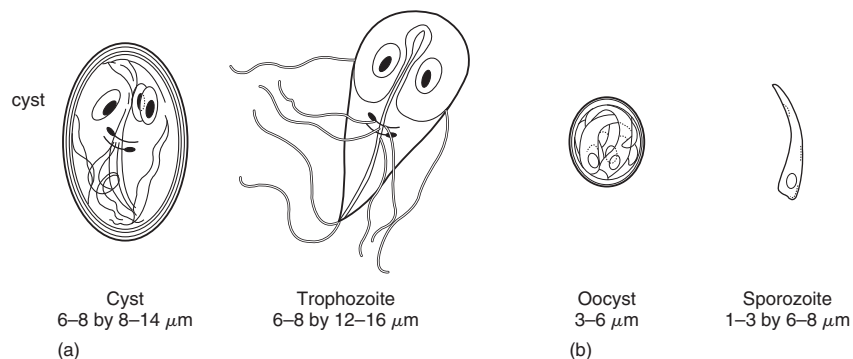 cyst
Cyst
6–8 by 8–14 μm
(a)
Trophozoite
6–8 by 12–16 μm
Oocyst
3–6 μm
(b)
Sporozoite
1–3 by 6–8 μm